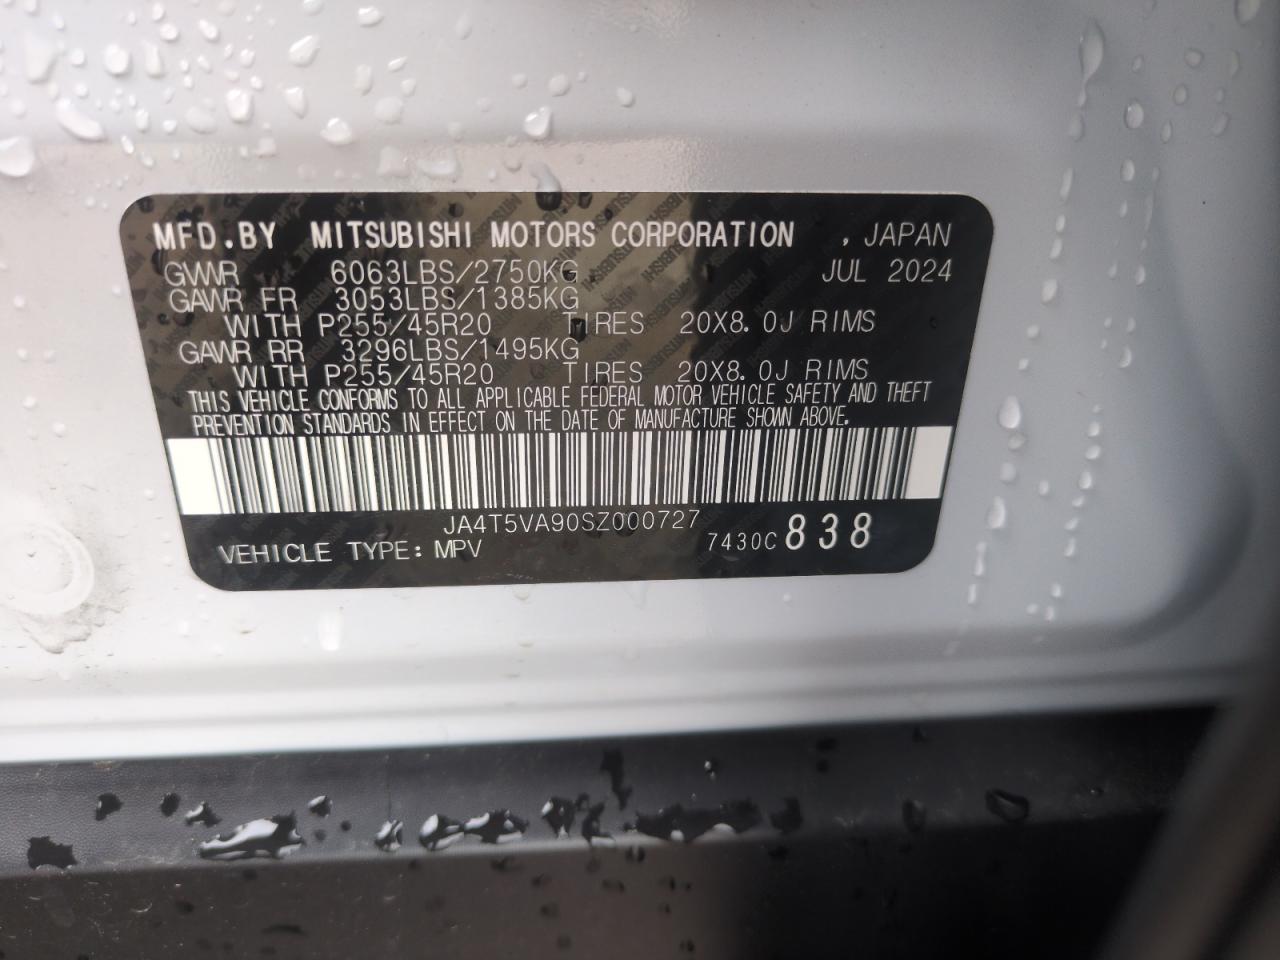 MFD.BY MITSUBISHI MOTORS CORPORATION , JAPAN
GVWR 6063LBS/2750KG JUL 2024
GAWR FR 3053LBS/1385KG
WITH P255/45R20 TIRES 20X8.0J RIMS
GAWR RR 3296LBS/1495KG
WITH P255/45R20 TIRES 20X8.0J RIMS
THIS VEHICLE CONFORMS TO ALL APPLICABLE FEDERAL MOTOR VEHICLE SAFETY AND THEFT
PREVENTION STANDARDS IN EFFECT ON THE DATE OF MANUFACTURE SHOWN ABOVE.
JA4T5VA90SZ000727
VEHICLE TYPE: MPV 7430C 838